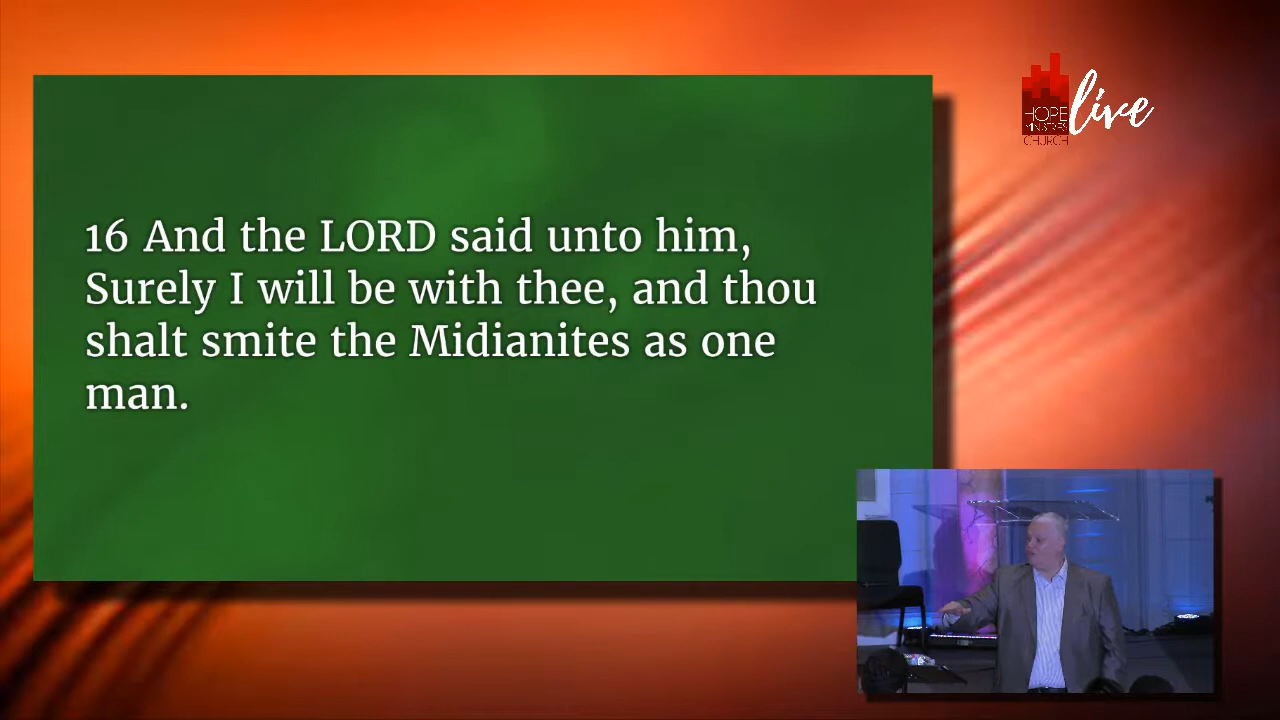 HOPE
MINISTRIES
CHURCH
live
16 And the LORD said unto him,
Surely I will be with thee, and thou
shalt smite the Midianites as one
man.